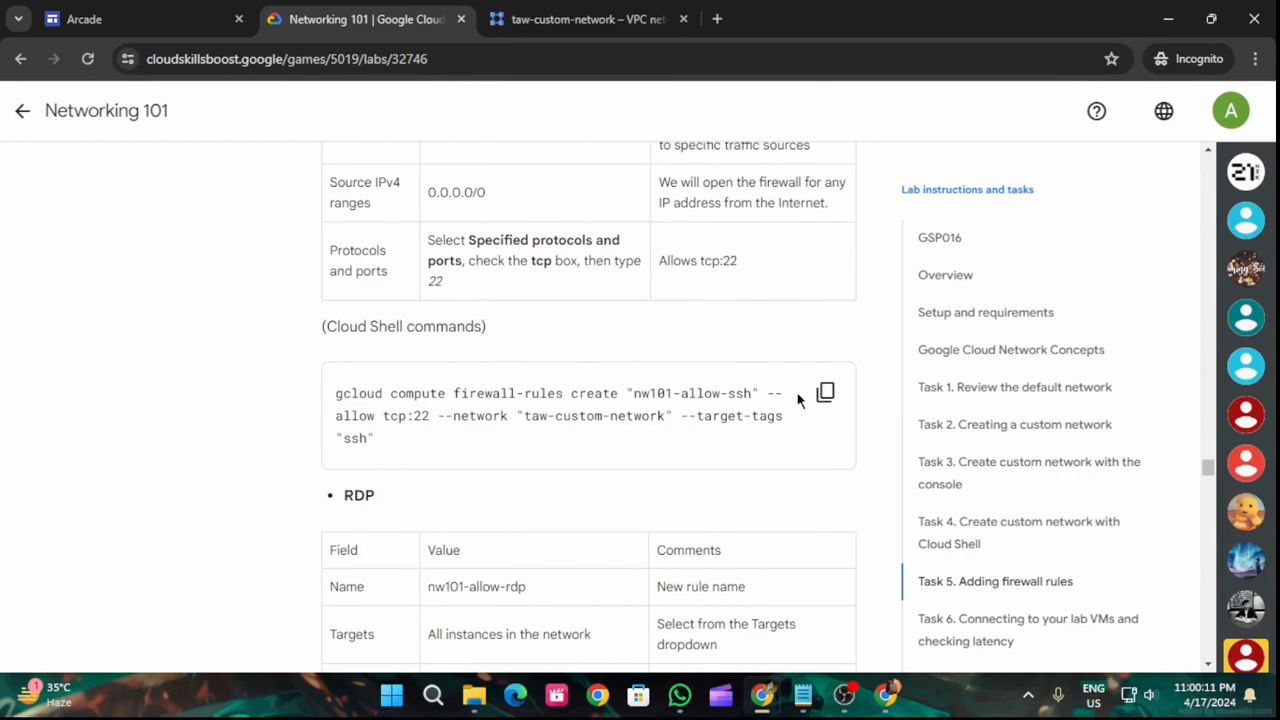 Arcade
Networking 101 | Google Cloud
taw-custom-network – VPC net
cloudskillsboost.google/games/5019/labs/32746
Incognito
Networking 101
A
to specific traffic sources
Source IPv4 ranges
0.0.0.0/0
We will open the firewall for any
IP address from the Internet.
Protocols and ports
Select Specified protocols and
ports, check the tcp box, then type
22
Allows tcp:22
(Cloud Shell commands)
gcloud compute firewall-rules create "nw101-allow-ssh" --
allow tcp:22 --network "taw-custom-network" --target-tags
"ssh"
• RDP
Field
Value
Comments
Name
nw101-allow-rdp
New rule name
Targets
All instances in the network
Select from the Targets
dropdown
Lab instructions and tasks
GSP016
Overview
Setup and requirements
Google Cloud Network Concepts
Task 1. Review the default network
Task 2. Creating a custom network
Task 3. Create custom network with the
console
Task 4. Create custom network with
Cloud Shell
Task 5. Adding firewall rules
Task 6. Connecting to your lab VMs and
checking latency
1
35°C
Haze
ENG
US
11:00:11 PM
4/17/2024